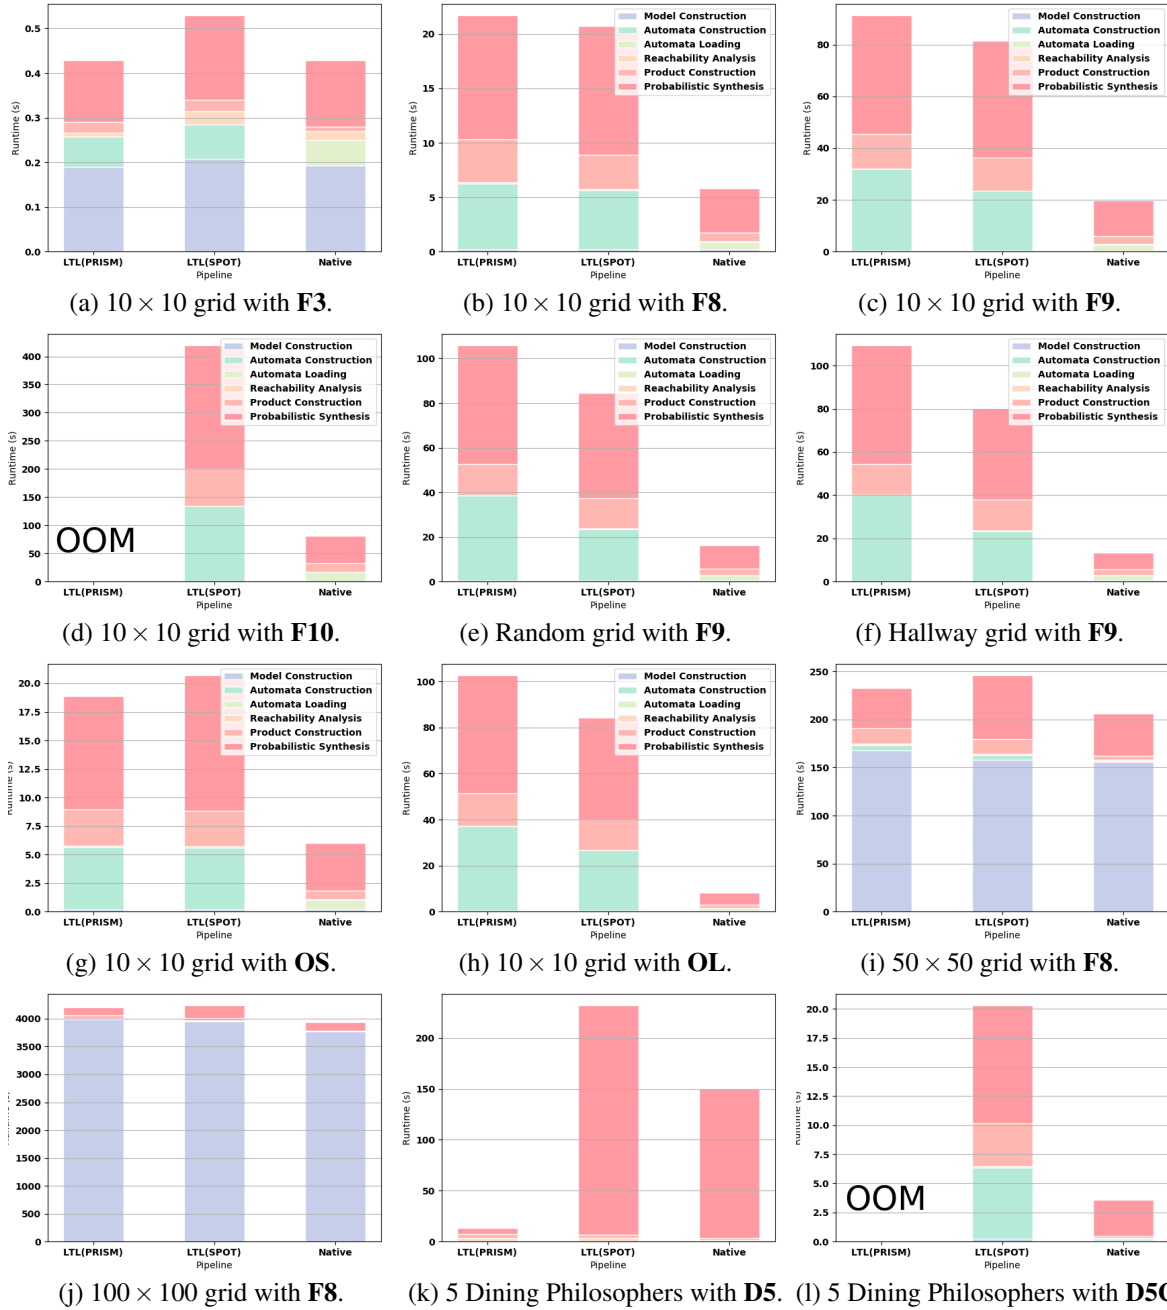 0.5
0.4
0.3
0.2
0.1
0.0
Runtime (s)
LTL(PRISM) LTL(SPOT) Native
Pipeline
Model Construction
Automata Construction
Automata Loading
Reachability Analysis
Product Construction
Probabilistic Synthesis
(a) 10 × 10 grid with F3.
20
15
10
5
0
Runtime (s)
LTL(PRISM) LTL(SPOT) Native
Pipeline
Model Construction
Automata Construction
Automata Loading
Reachability Analysis
Product Construction
Probabilistic Synthesis
(b) 10 × 10 grid with F8.
80
60
40
20
0
Runtime (s)
LTL(PRISM) LTL(SPOT) Native
Pipeline
Model Construction
Automata Construction
Automata Loading
Reachability Analysis
Product Construction
Probabilistic Synthesis
(c) 10 × 10 grid with F9.
400
350
300
250
200
150
100
50
0
Runtime (s)
OOM
LTL(PRISM) LTL(SPOT) Native
Pipeline
Model Construction
Automata Construction
Automata Loading
Reachability Analysis
Product Construction
Probabilistic Synthesis
(d) 10 × 10 grid with F10.
100
80
60
40
20
0
Runtime (s)
LTL(PRISM) LTL(SPOT) Native
Pipeline
Model Construction
Automata Construction
Automata Loading
Reachability Analysis
Product Construction
Probabilistic Synthesis
(e) Random grid with F9.
100
80
60
40
20
0
Runtime (s)
LTL(PRISM) LTL(SPOT) Native
Pipeline
Model Construction
Automata Construction
Automata Loading
Reachability Analysis
Product Construction
Probabilistic Synthesis
(f) Hallway grid with F9.
20.0
17.5
15.0
12.5
10.0
7.5
5.0
2.5
0.0
Runtime (s)
LTL(PRISM) LTL(SPOT) Native
Pipeline
Model Construction
Automata Construction
Automata Loading
Reachability Analysis
Product Construction
Probabilistic Synthesis
(g) 10 × 10 grid with OS.
100
80
60
40
20
0
Runtime (s)
LTL(PRISM) LTL(SPOT) Native
Pipeline
Model Construction
Automata Construction
Automata Loading
Reachability Analysis
Product Construction
Probabilistic Synthesis
(h) 10 × 10 grid with OL.
250
200
150
100
50
0
Runtime (s)
LTL(PRISM) LTL(SPOT) Native
Pipeline
(i) 50 × 50 grid with F8.
4000
3500
3000
2500
2000
1500
1000
500
0
LTL(PRISM) LTL(SPOT) Native
Pipeline
(j) 100 × 100 grid with F8.
200
150
100
50
0
Runtime (s)
LTL(PRISM) LTL(SPOT) Native
Pipeline
(k) 5 Dining Philosophers with D5.
20.0
17.5
15.0
12.5
10.0
7.5
5.0
2.5
0.0
OOM
LTL(PRISM) LTL(SPOT) Native
Pipeline
(l) 5 Dining Philosophers with